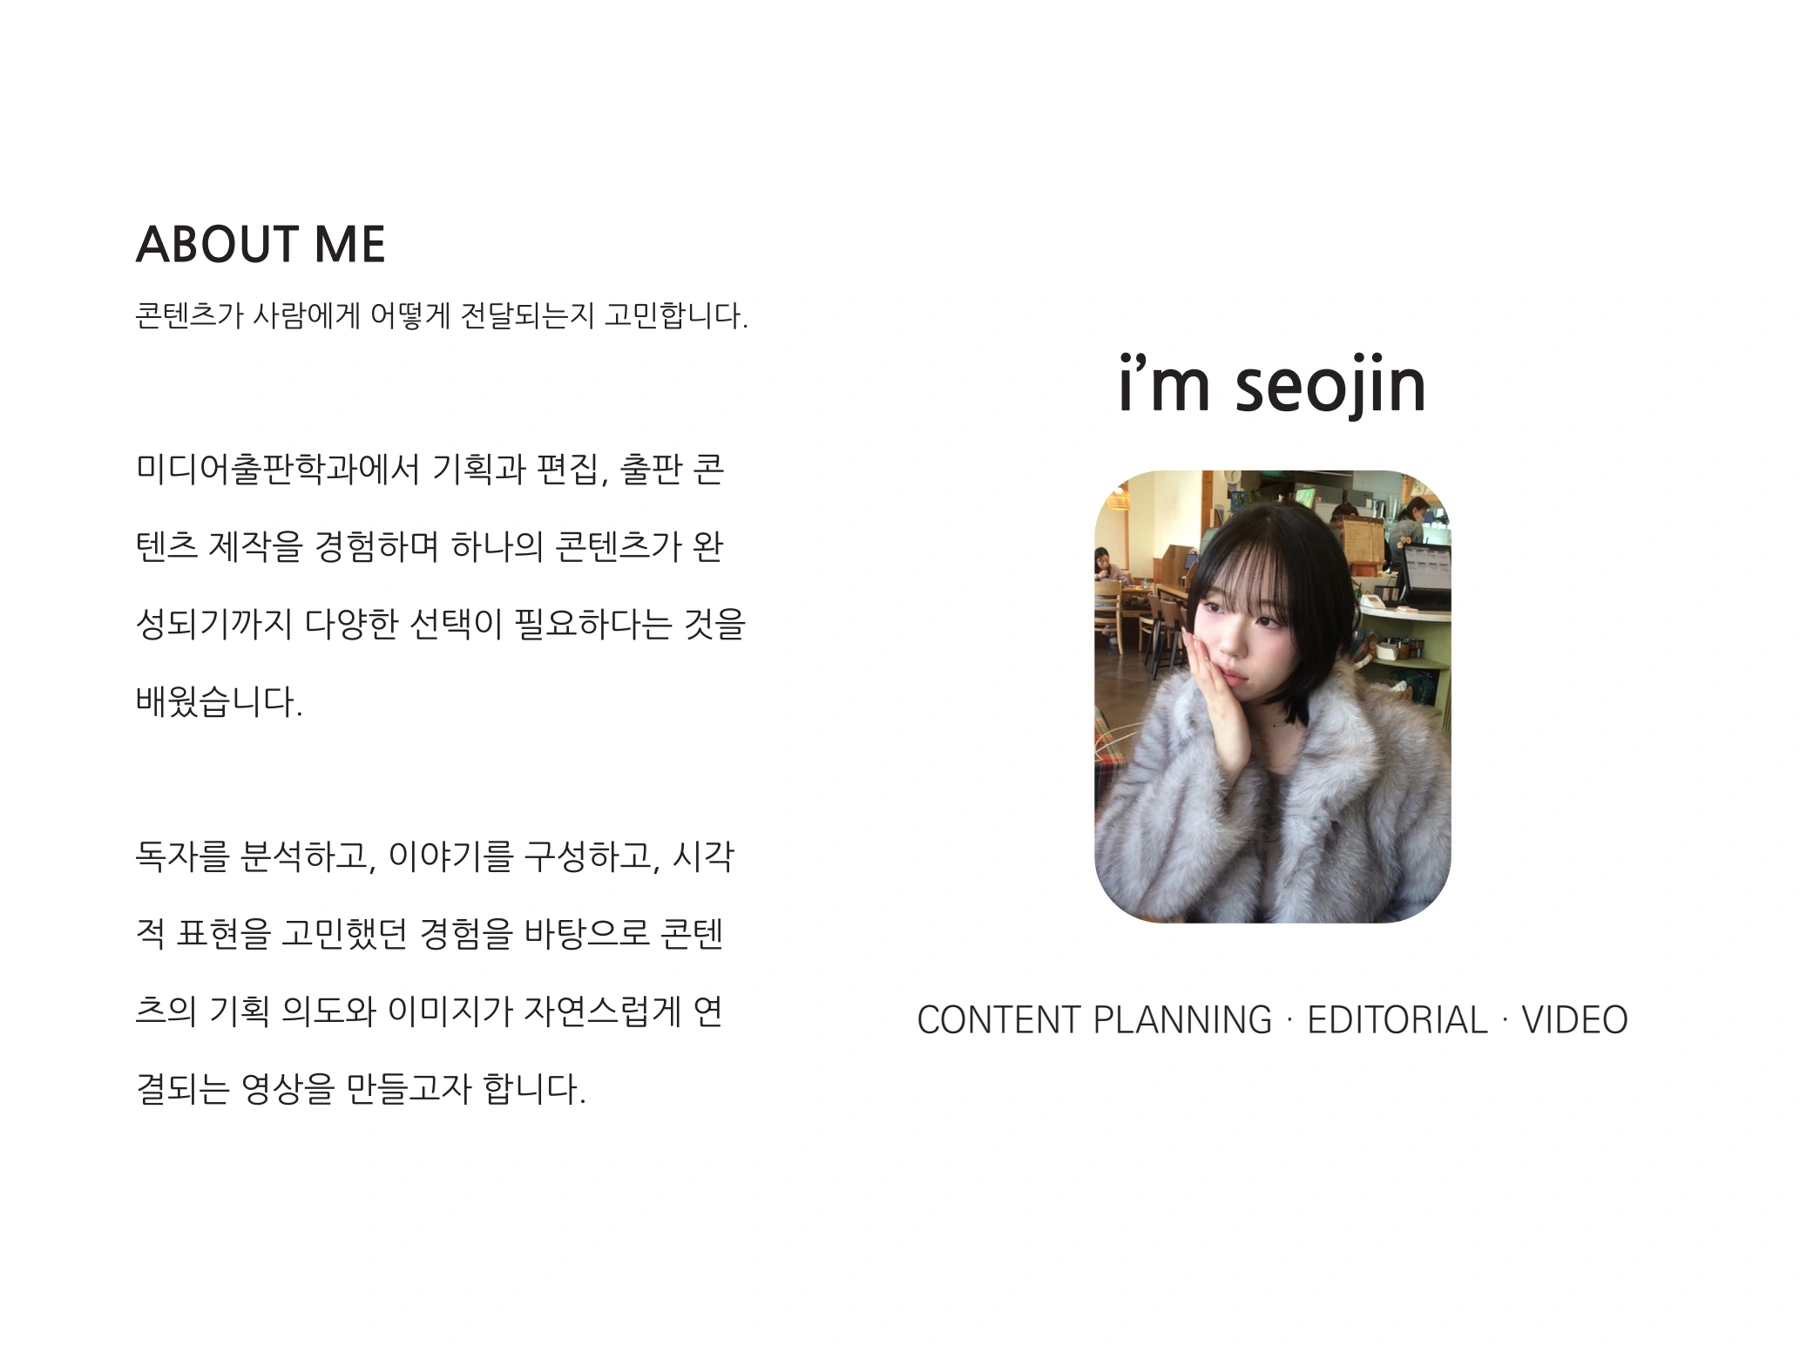 ABOUT ME
콘텐츠가 사람에게 어떻게 전달되는지 고민합니다.
미디어출판학과에서 기획과 편집, 출판 콘
텐츠 제작을 경험하며 하나의 콘텐츠가 완
성되기까지 다양한 선택이 필요하다는 것을
배웠습니다.
독자를 분석하고, 이야기를 구성하고, 시각
적 표현을 고민했던 경험을 바탕으로 콘텐
츠의 기획 의도와 이미지가 자연스럽게 연
결되는 영상을 만들고자 합니다.
i’m seojin
CONTENT PLANNING · EDITORIAL · VIDEO